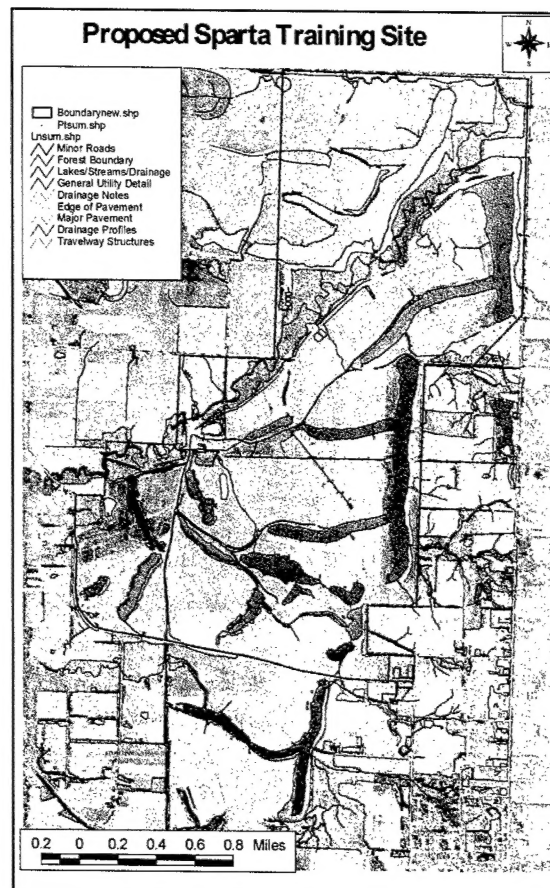 Proposed Sparta Training Site
N
W
E
S
Boundarynew.shp
Ptsum.shp
Lnsum.shp
Minor Roads
Forest Boundary
Lakes/Streams/Drainage
General Utility Detail
Drainage Notes
Edge of Pavement
Major Pavement
Drainage Profiles
Travelway Structures
0.2 0 0.2 0.4 0.6 0.8 Miles